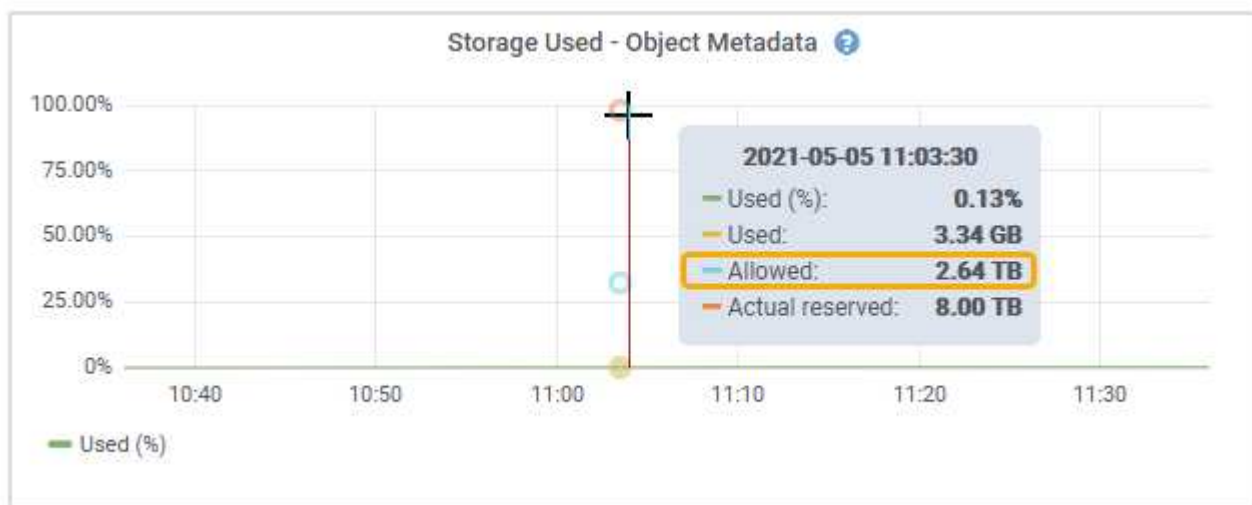 Storage Used - Object Metadata ?
100.00%
75.00%
50.00%
25.00%
0%
2021-05-05 11:03:30
Used (%): 0.13%
Used: 3.34 GB
Allowed: 2.64 TB
Actual reserved: 8.00 TB
10:40 10:50 11:00 11:10 11:20 11:30
Used (%)